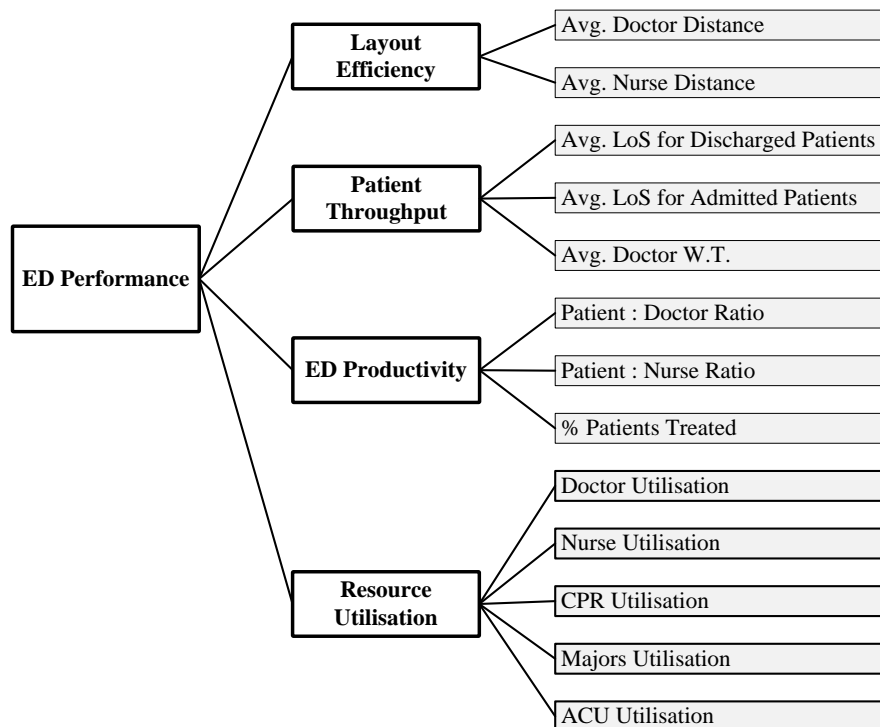 ED Performance
Layout
Efficiency
Avg. Doctor Distance
Avg. Nurse Distance
Patient
Throughput
Avg. LoS for Discharged Patients
Avg. LoS for Admitted Patients
Avg. Doctor W.T.
ED Productivity
Patient : Doctor Ratio
Patient : Nurse Ratio
% Patients Treated
Resource
Utilisation
Doctor Utilisation
Nurse Utilisation
CPR Utilisation
Majors Utilisation
ACU Utilisation